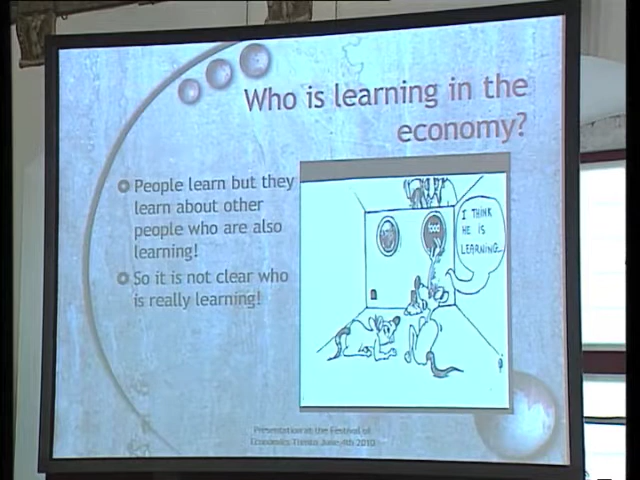 Who is learning in the
economy?
People learn but they
learn about other
people who are also
learning!
So it is not clear who
is really learning!
I THINK
HE IS
LEARNING...
Presentation at the Festival of
Economics Trento June 4th 2010